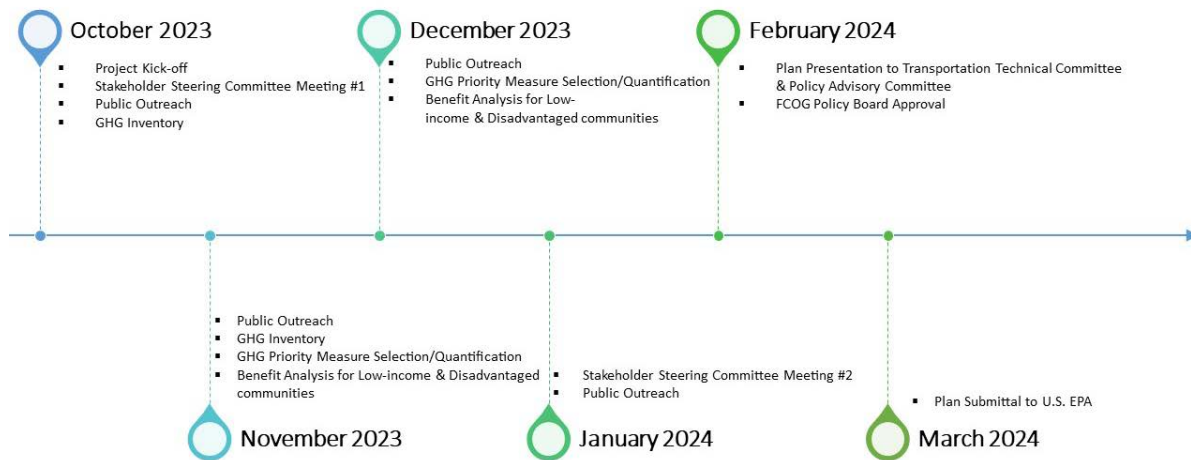 October 2023
▪ Project Kick-off
▪ Stakeholder Steering Committee Meeting #1
▪ Public Outreach
▪ GHG Inventory
December 2023
▪ Public Outreach
▪ GHG Priority Measure Selection/Quantification
▪ Benefit Analysis for Low-
income & Disadvantaged communities
February 2024
▪ Plan Presentation to Transportation Technical Committee
& Policy Advisory Committee
▪ FCOG Policy Board Approval
▪ Public Outreach
▪ GHG Inventory
▪ GHG Priority Measure Selection/Quantification
▪ Benefit Analysis for Low-income & Disadvantaged
communities
November 2023
▪ Stakeholder Steering Committee Meeting #2
▪ Public Outreach
January 2024
▪ Plan Submittal to U.S. EPA
March 2024